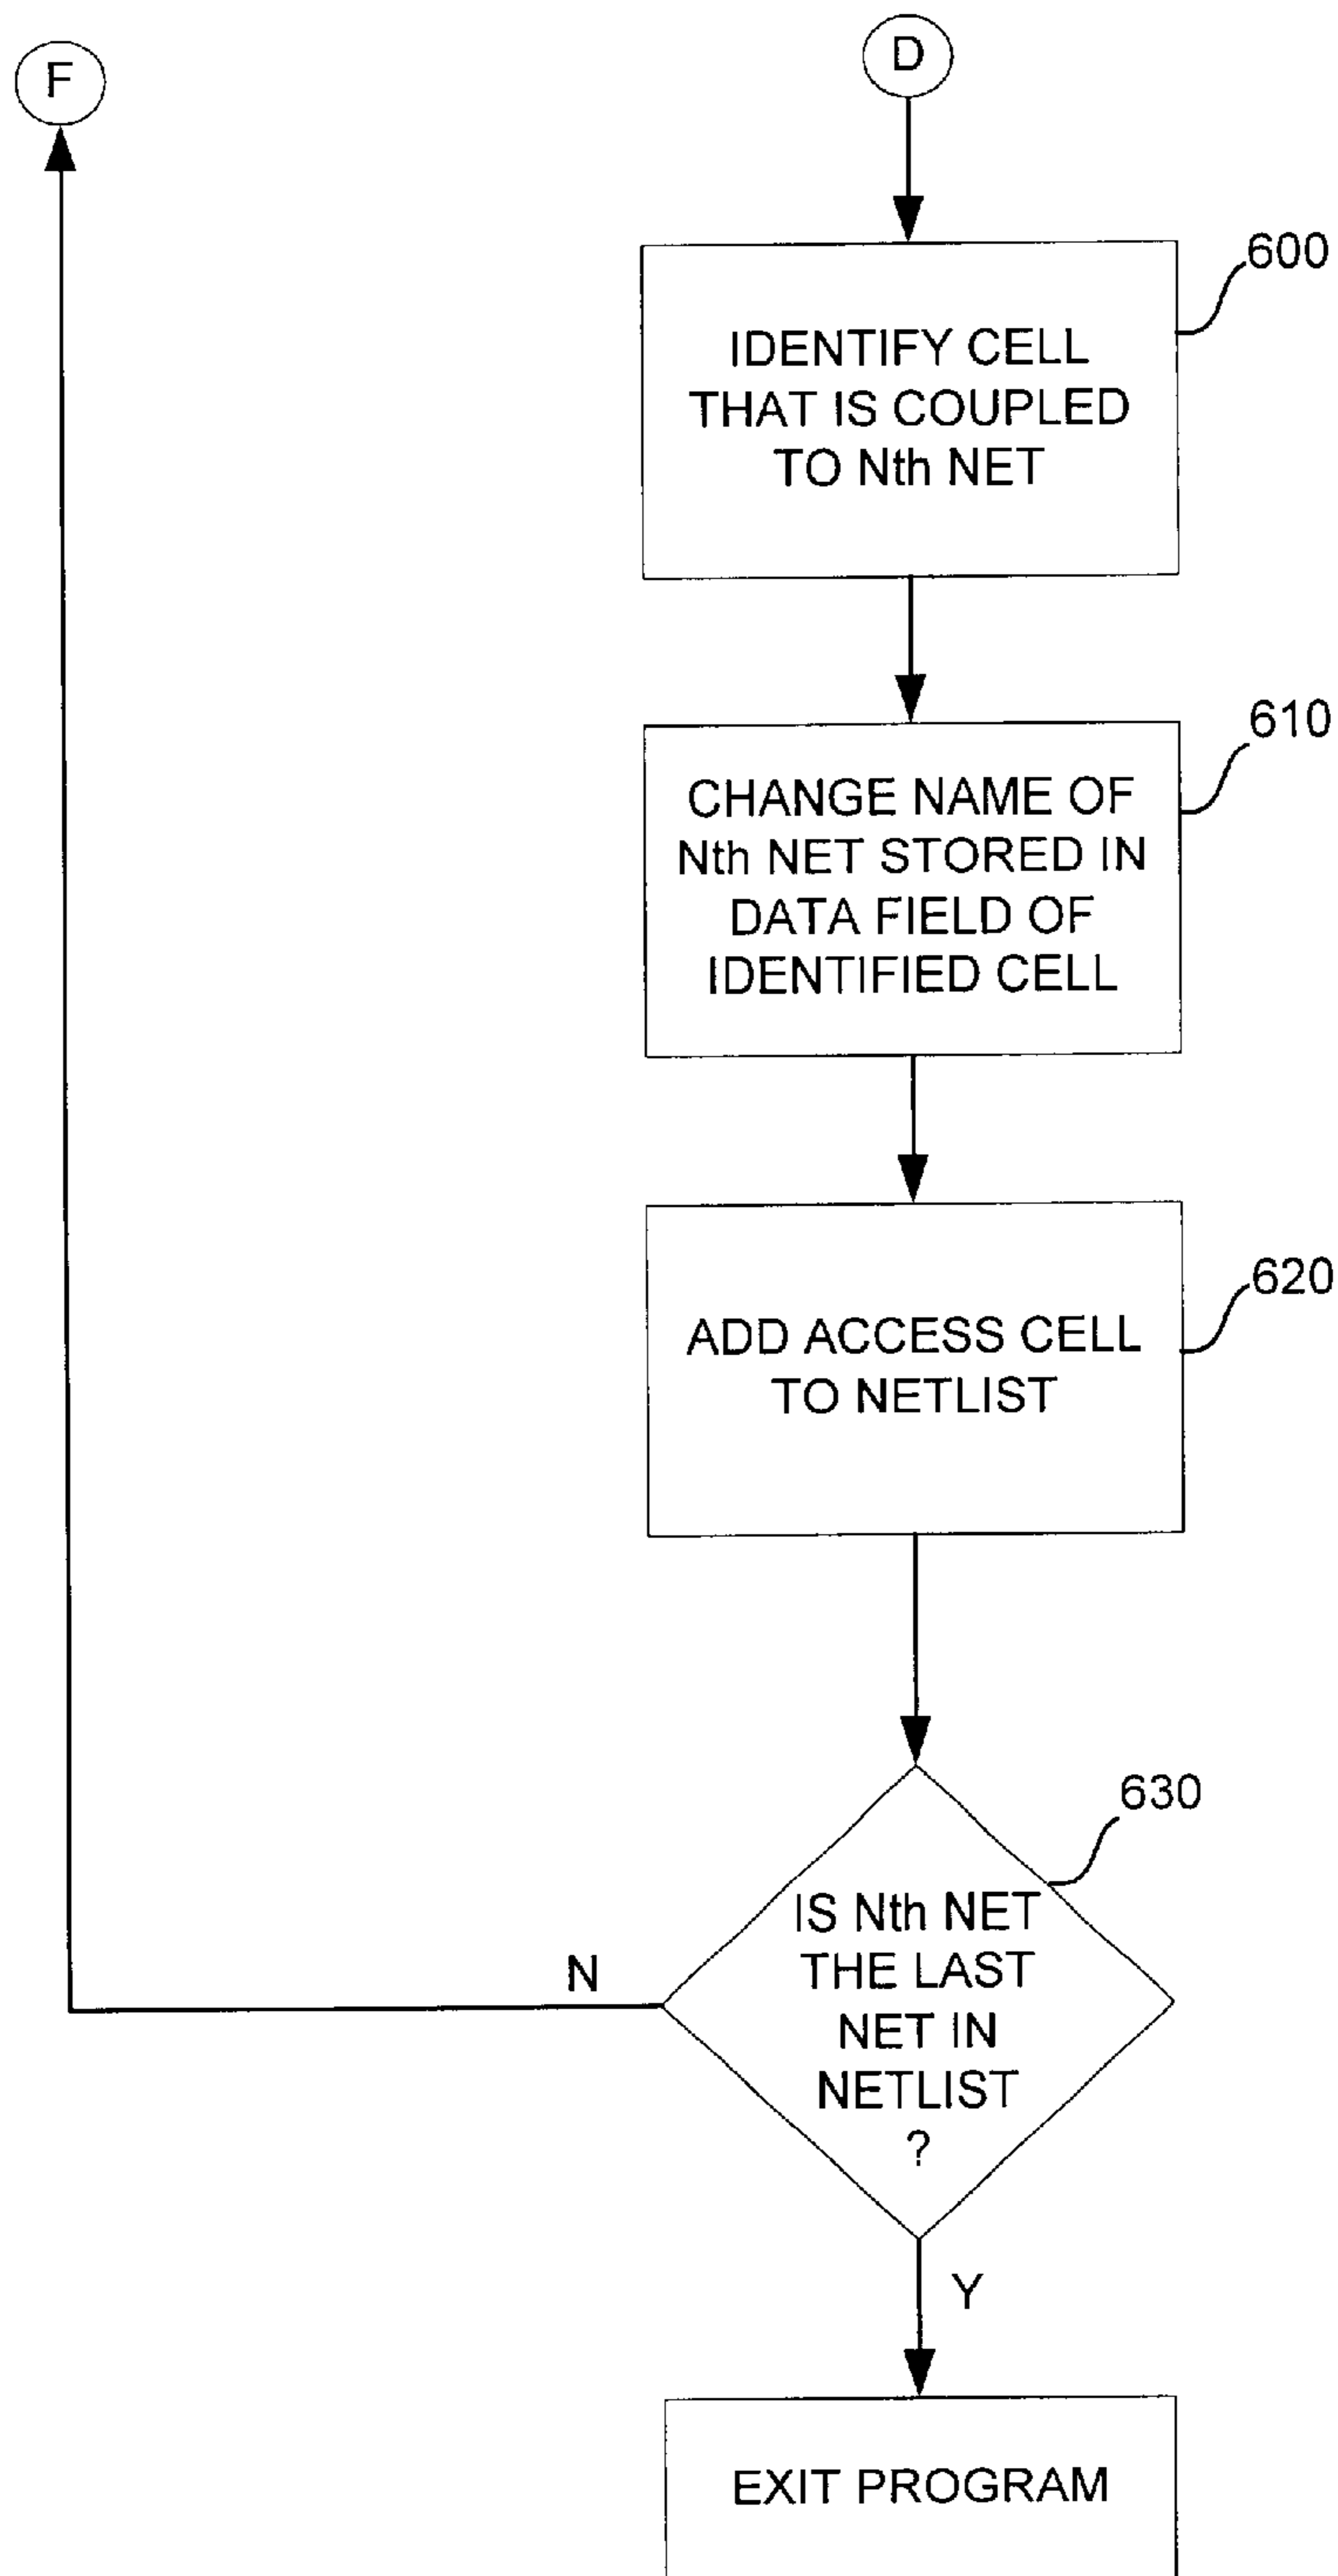 F
D
600
IDENTIFY CELL
THAT IS COUPLED
TO Nth NET
610
CHANGE NAME OF
Nth NET STORED IN
DATA FIELD OF
IDENTIFIED CELL
620
ADD ACCESS CELL
TO NETLIST
630
IS Nth NET
THE LAST
NET IN
NETLIST
?
N
Y
EXIT PROGRAM